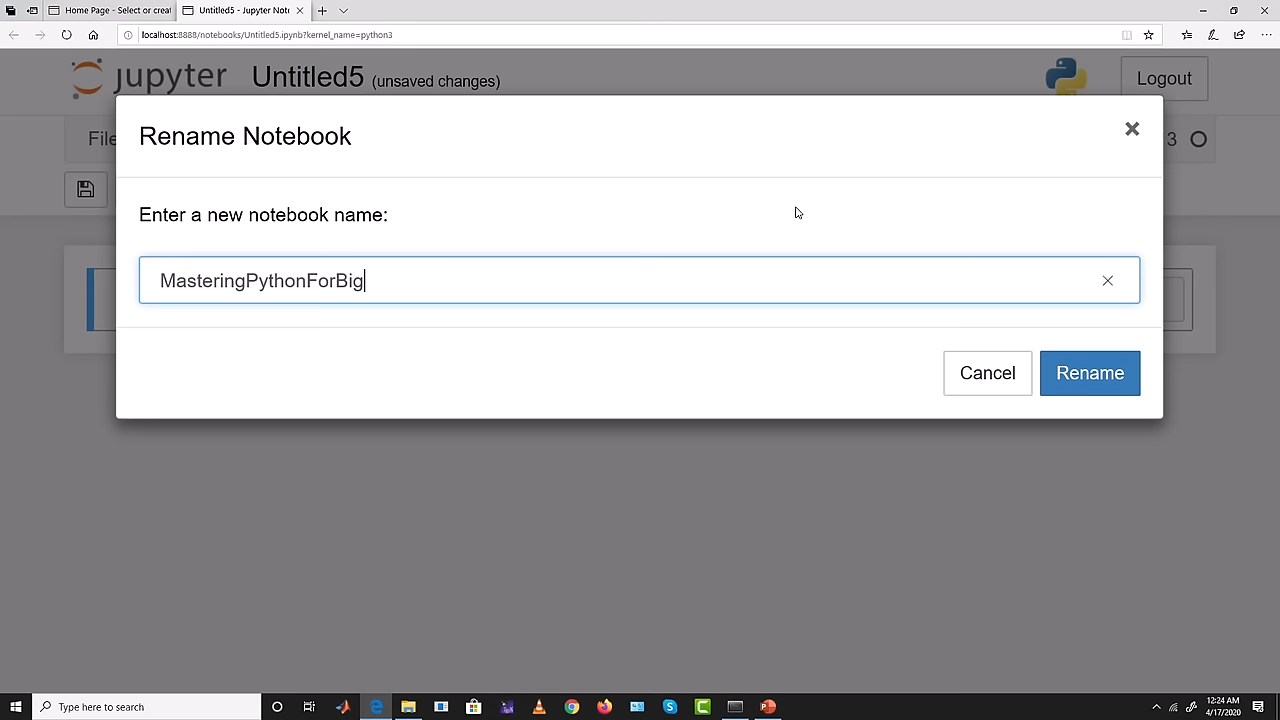 Home Page - Select or creat
Untitled5 - Jupyter Note
localhost:8888/notebooks/Untitled5.ipynb?kernel_name=python3
jupyter Untitled5 (unsaved changes)
Logout
Rename Notebook
File
3
Enter a new notebook name:
MasteringPythonForBig
Cancel
Rename
Type here to search
12:24 AM
4/17/2020